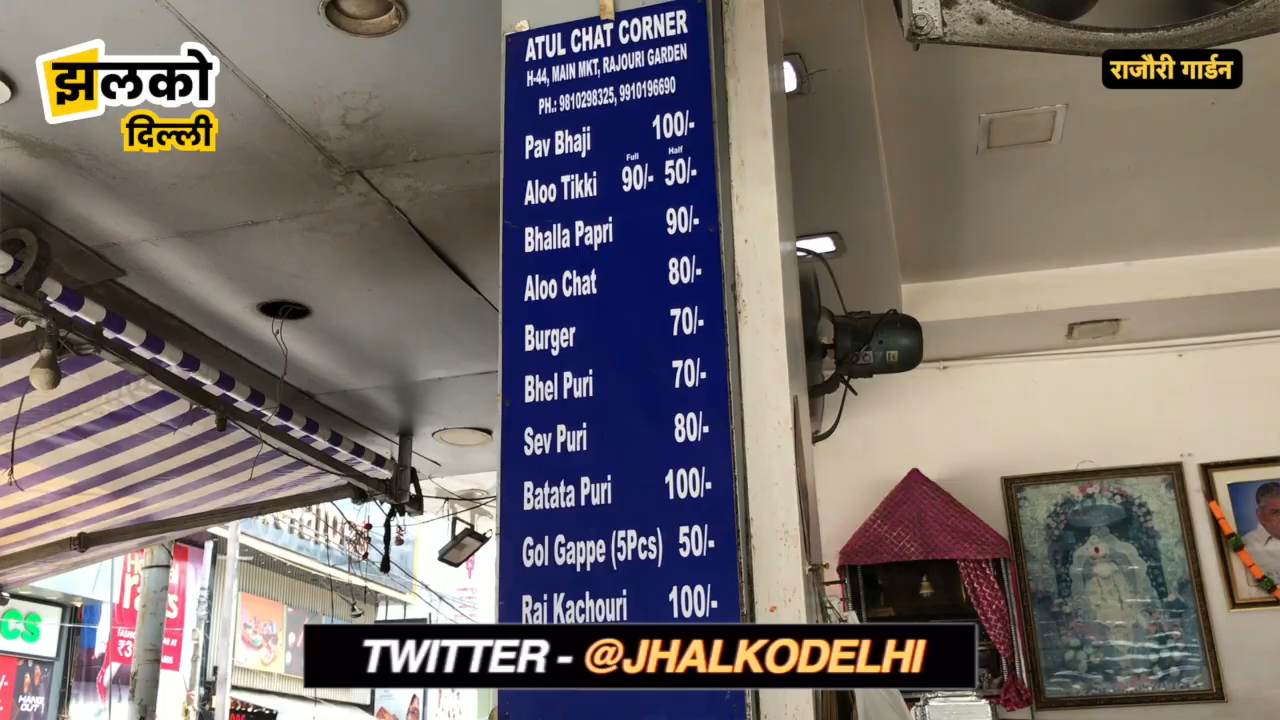 झलको
दिल्ली
राजौरी गार्डन
ATUL CHAT CORNER
H-44, MAIN MKT, RAJOURI GARDEN
PH.: 9810298325, 9910196690
Pav Bhaji 100/-
Full Half
Aloo Tikki 90/- 50/-
Bhalla Papri 90/-
Aloo Chat 80/-
Burger 70/-
Bhel Puri 70/-
Sev Puri 80/-
Batata Puri 100/-
Gol Gappe (5Pcs) 50/-
Raj Kachouri 100/-
TWITTER - @JHALKODELHI
CS